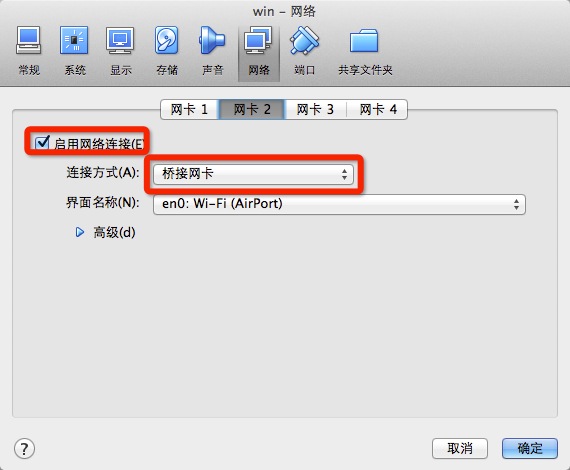 win – 网络
常规 系统 显示 存储 声音 网络 端口 共享文件夹
网卡 1 网卡 2 网卡 3 网卡 4
启用网络连接(E)
连接方式(A): 桥接网卡
界面名称(N): en0: Wi-Fi (AirPort)
高级(d)
? 取消 确定